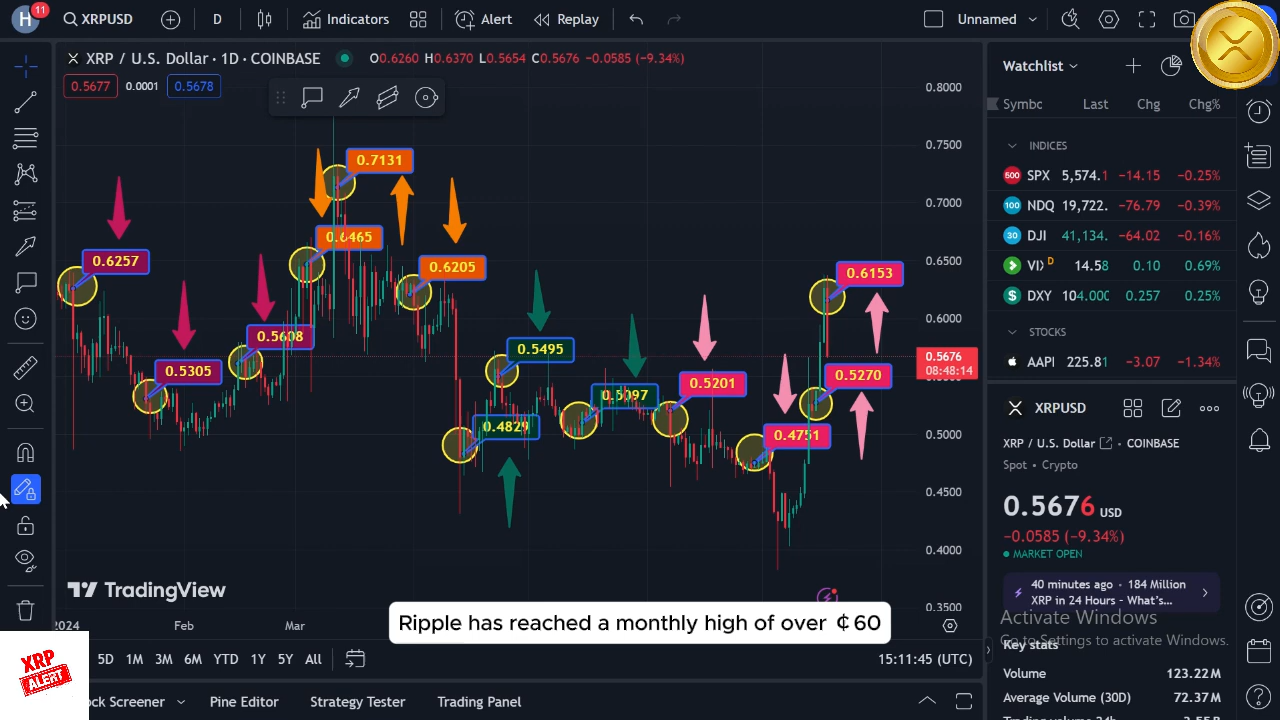 H
11
XRPUSD
D
Indicators
Alert
Replay
Unnamed
XRP / U.S. Dollar · 1D · COINBASE
O0.6260 H0.6370 L0.5654 C0.5676 −0.0585 (−9.34%)
0.5677 0.0001 0.5678
0.6257
0.5305
0.5608
0.7131
0.6465
0.6205
0.4829
0.5495
0.5097
0.5201
0.4751
0.5270
0.6153
0.8000
0.7500
0.7000
0.6500
0.6000
0.5676
08:48:14
0.5000
0.4500
0.4000
0.3500
TradingView
2024 Feb Mar
Ripple has reached a monthly high of over ¢60
XRP
ALERT
5D 1M 3M 6M YTD 1Y 5Y All
15:11:45 (UTC)
ock Screener
Pine Editor
Strategy Tester
Trading Panel
Watchlist
Symbc Last Chg Chg%
INDICES
500 SPX 5,574.1 −14.15 −0.25%
100 NDQ 19,722. −76.79 −0.39%
30 DJI 41,134. −64.02 −0.16%
VIX D 14.58 0.10 0.69%
$ DXY 104.000 0.257 0.25%
STOCKS
AAPI 225.81 −3.07 −1.34%
XRPUSD
XRP / U.S. Dollar · COINBASE
Spot · Crypto
0.5676 USD
−0.0585 (−9.34%)
MARKET OPEN
40 minutes ago · 184 Million
XRP in 24 Hours – What's...
Activate Windows
Go to Settings to activate Windows.
Key stats
Volume 123.22M
Average Volume (30D) 72.37M